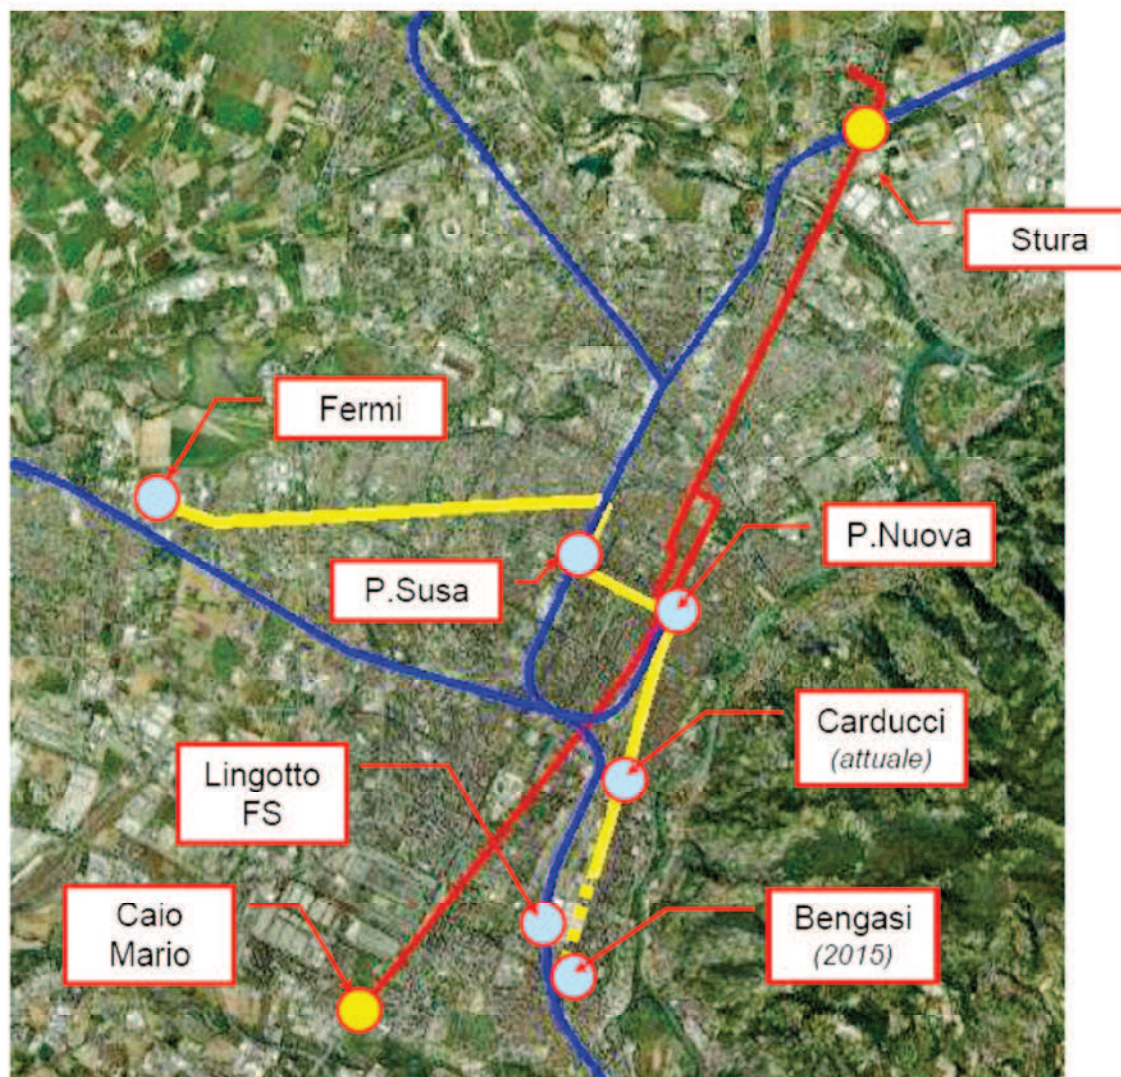 Stura
Fermi
P.Nuova
P.Susa
Carducci
(attuale)
Lingotto
FS
Caio
Mario
Bengasi
(2015)